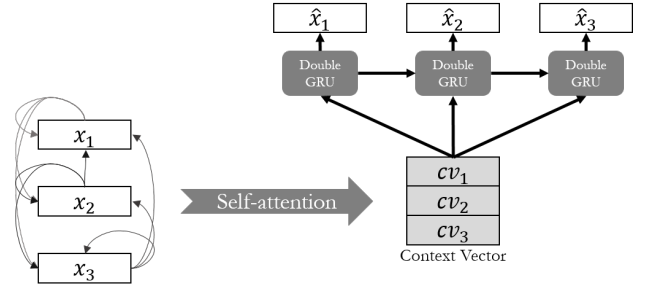 x̂₁ x̂₂ x̂₃
Double GRU
Double GRU
Double GRU
x₁
x₂
x₃
Self-attention
cv₁
cv₂
cv₃
Context Vector